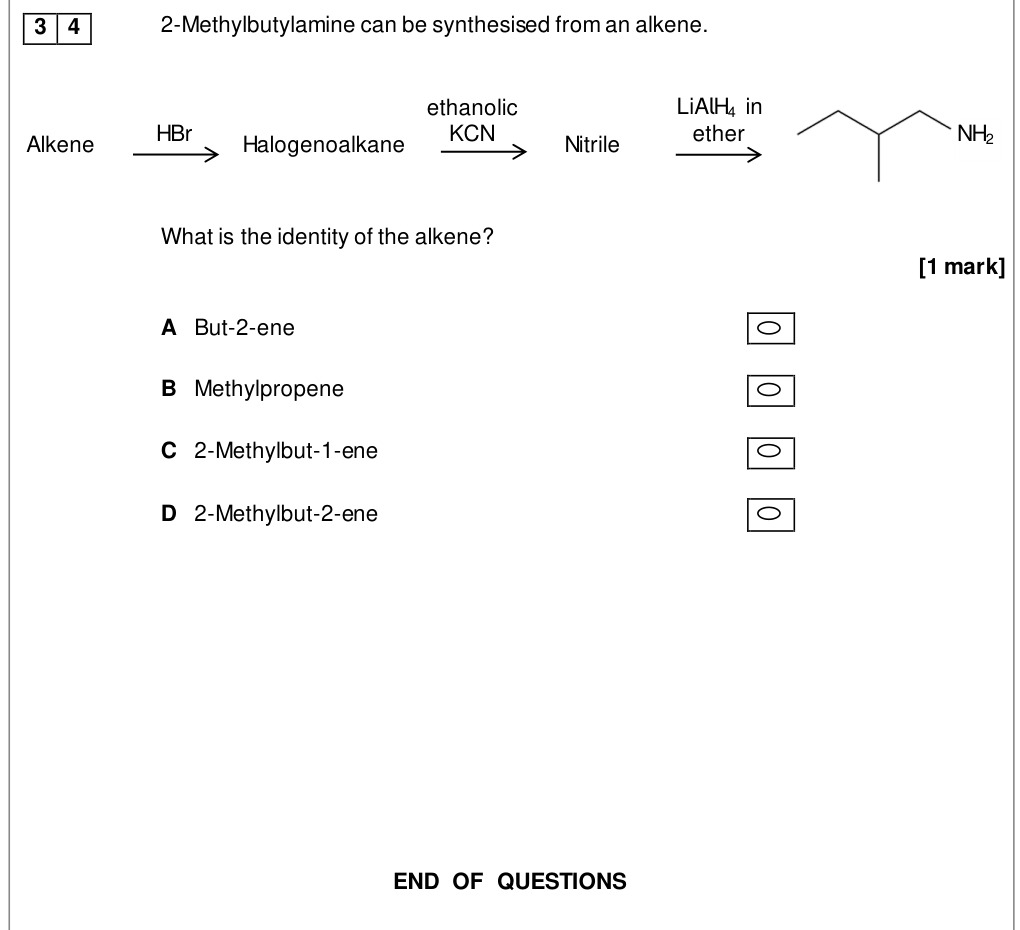 3 4 2-Methylbutylamine can be synthesised from an alkene.
ethanolic
LiAlH4 in
HBr
KCN
ether
Alkene Halogenoalkane Nitrile NH2
What is the identity of the alkene?
[1 mark]
A But-2-ene
B Methylpropene
C 2-Methylbut-1-ene
D 2-Methylbut-2-ene
END OF QUESTIONS